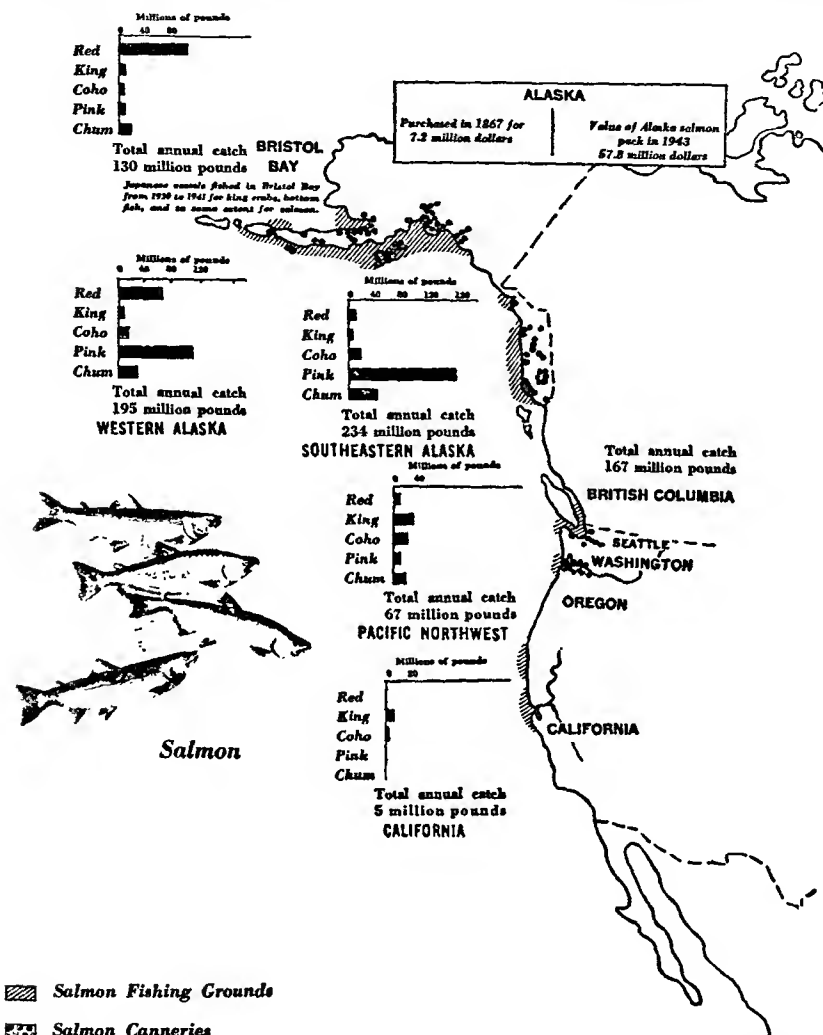 Millions of pounds
0 40 80
Red
King
Coho
Pink
Chum
Total annual catch
130 million pounds
BRISTOL
BAY
Japanese vessels fished in Bristol Bay
from 1930 to 1941 for king crabs, bottom
fish, and to some extent for salmon.
ALASKA
Purchased in 1867 for
7.2 million dollars
Value of Alaska salmon
pack in 1943
57.8 million dollars
Millions of pounds
0 40 80 120
Red
King
Coho
Pink
Chum
Total annual catch
195 million pounds
WESTERN ALASKA
Millions of pounds
0 40 80 120
Red
King
Coho
Pink
Chum
Total annual catch
234 million pounds
SOUTHEASTERN ALASKA
Total annual catch
167 million pounds
BRITISH COLUMBIA
Millions of pounds
0 40
Red
King
Coho
Pink
Chum
Total annual catch
67 million pounds
PACIFIC NORTHWEST
SEATTLE
WASHINGTON
OREGON
Millions of pounds
0 20
Red
King
Coho
Pink
Chum
Total annual catch
5 million pounds
CALIFORNIA
CALIFORNIA
Salmon
Salmon Fishing Grounds
Salmon Canneries